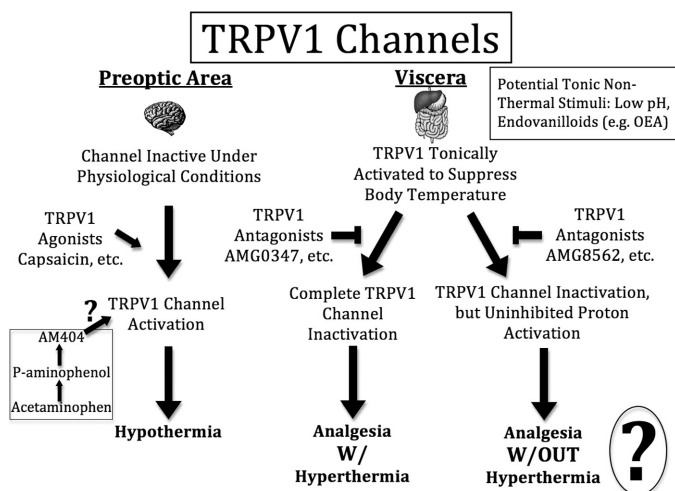 TRPV1 Channels
Preoptic Area
Channel Inactive Under
Physiological Conditions
TRPV1
Agonists
Capsaicin, etc.
?
TRPV1 Channel
Activation
AM404
P-aminophenol
Acetaminophen
Hypothermia
Viscera
Potential Tonic Non-
Thermal Stimuli: Low pH,
Endovanilloids (e.g. OEA)
TRPV1 Tonically
Activated to Suppress
Body Temperature
TRPV1
Antagonists
AMG0347, etc.
TRPV1
Antagonists
AMG8562, etc.
Complete TRPV1
Channel
Inactivation
TRPV1 Channel Inactivation,
but Uninhibited Proton
Activation
Analgesia
W/
Hyperthermia
Analgesia
W/OUT
Hyperthermia
?